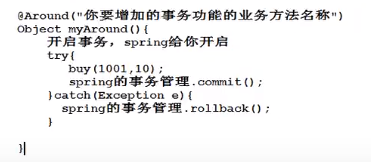 @Around("你要增加的事务功能的业务方法名称")
Object myAround(){
开启事务，spring给你开启
try{
buy(1001,10);
spring的事务管理.commit();
}catch(Exception e){
spring的事务管理.rollback();
}
}